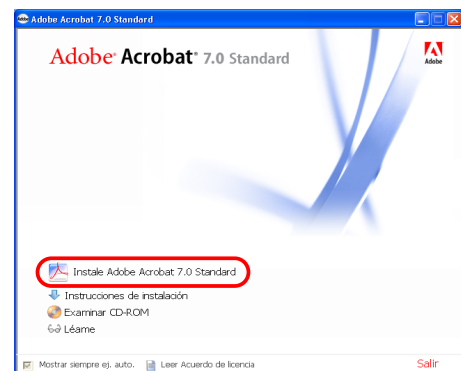 Adobe Acrobat 7.0 Standard
Adobe® Acrobat® 7.0 Standard
Adobe
Instale Adobe Acrobat 7.0 Standard
Instrucciones de instalación
Examinar CD-ROM
Léame
Mostrar siempre ej. auto. Leer Acuerdo de licencia Salir